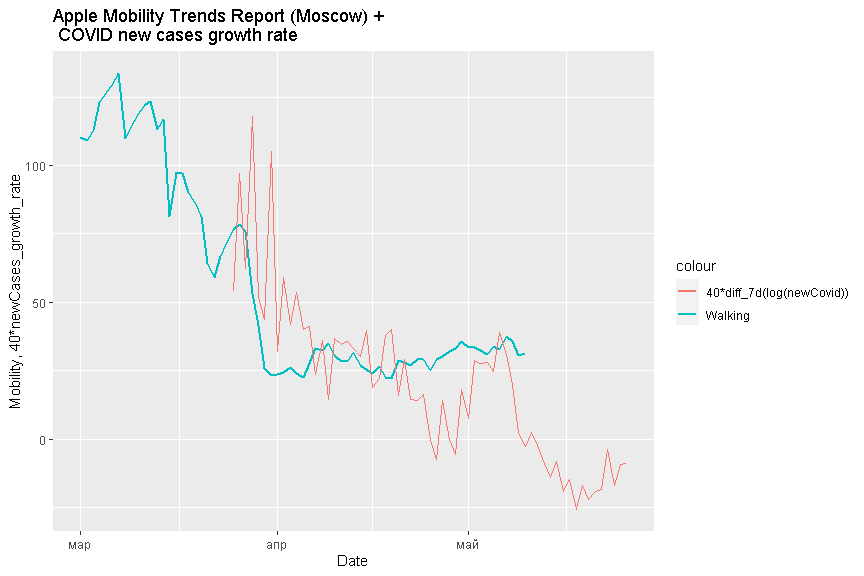 Apple Mobility Trends Report (Moscow) +
COVID new cases growth rate
Mobility, 40*newCases_growth_rate
100
50
0
мар
апр
май
Date
colour
40*diff_7d(log(newCovid))
Walking